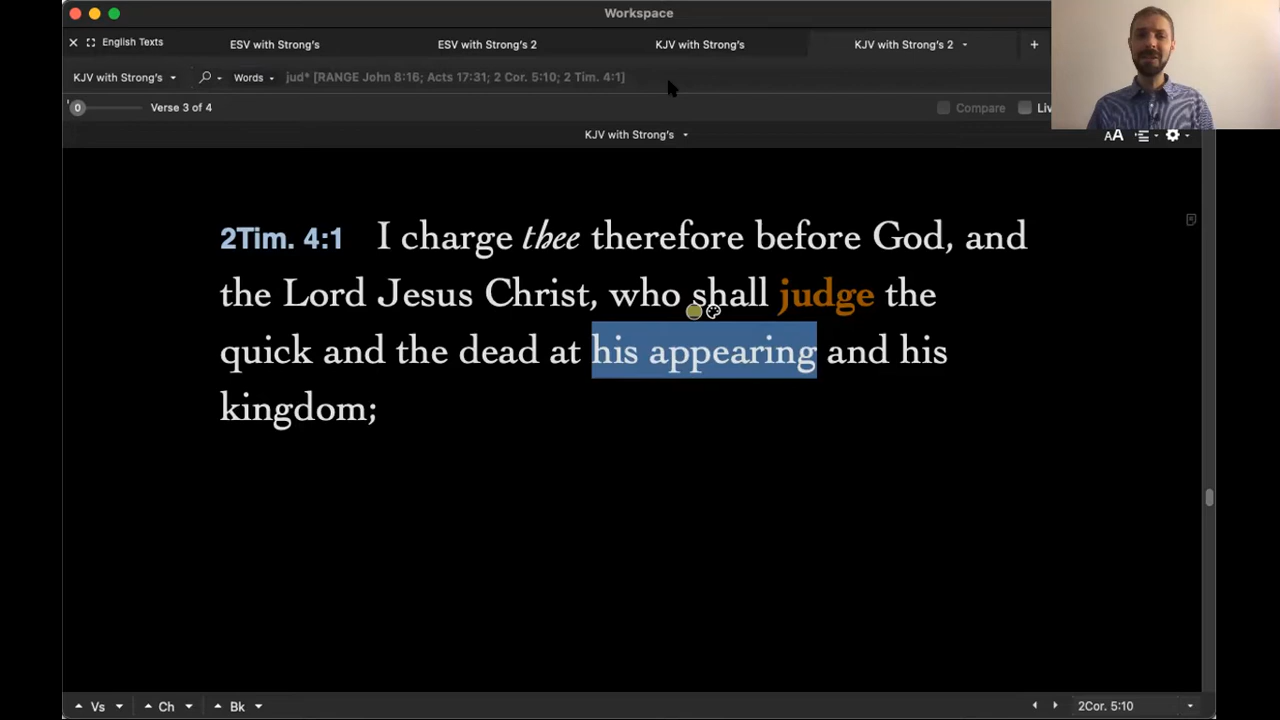 Workspace
English Texts
ESV with Strong's
ESV with Strong's 2
KJV with Strong's
KJV with Strong's 2
+
KJV with Strong's
Words
jud* [RANGE John 8:16; Acts 17:31; 2 Cor. 5:10; 2 Tim. 4:1]
0
Verse 3 of 4
Compare
Liv
KJV with Strong's
AA
2Tim. 4:1 I charge thee therefore before God, and
the Lord Jesus Christ, who shall judge the
quick and the dead at his appearing and his
kingdom;
Vs
Ch
Bk
2Cor. 5:10